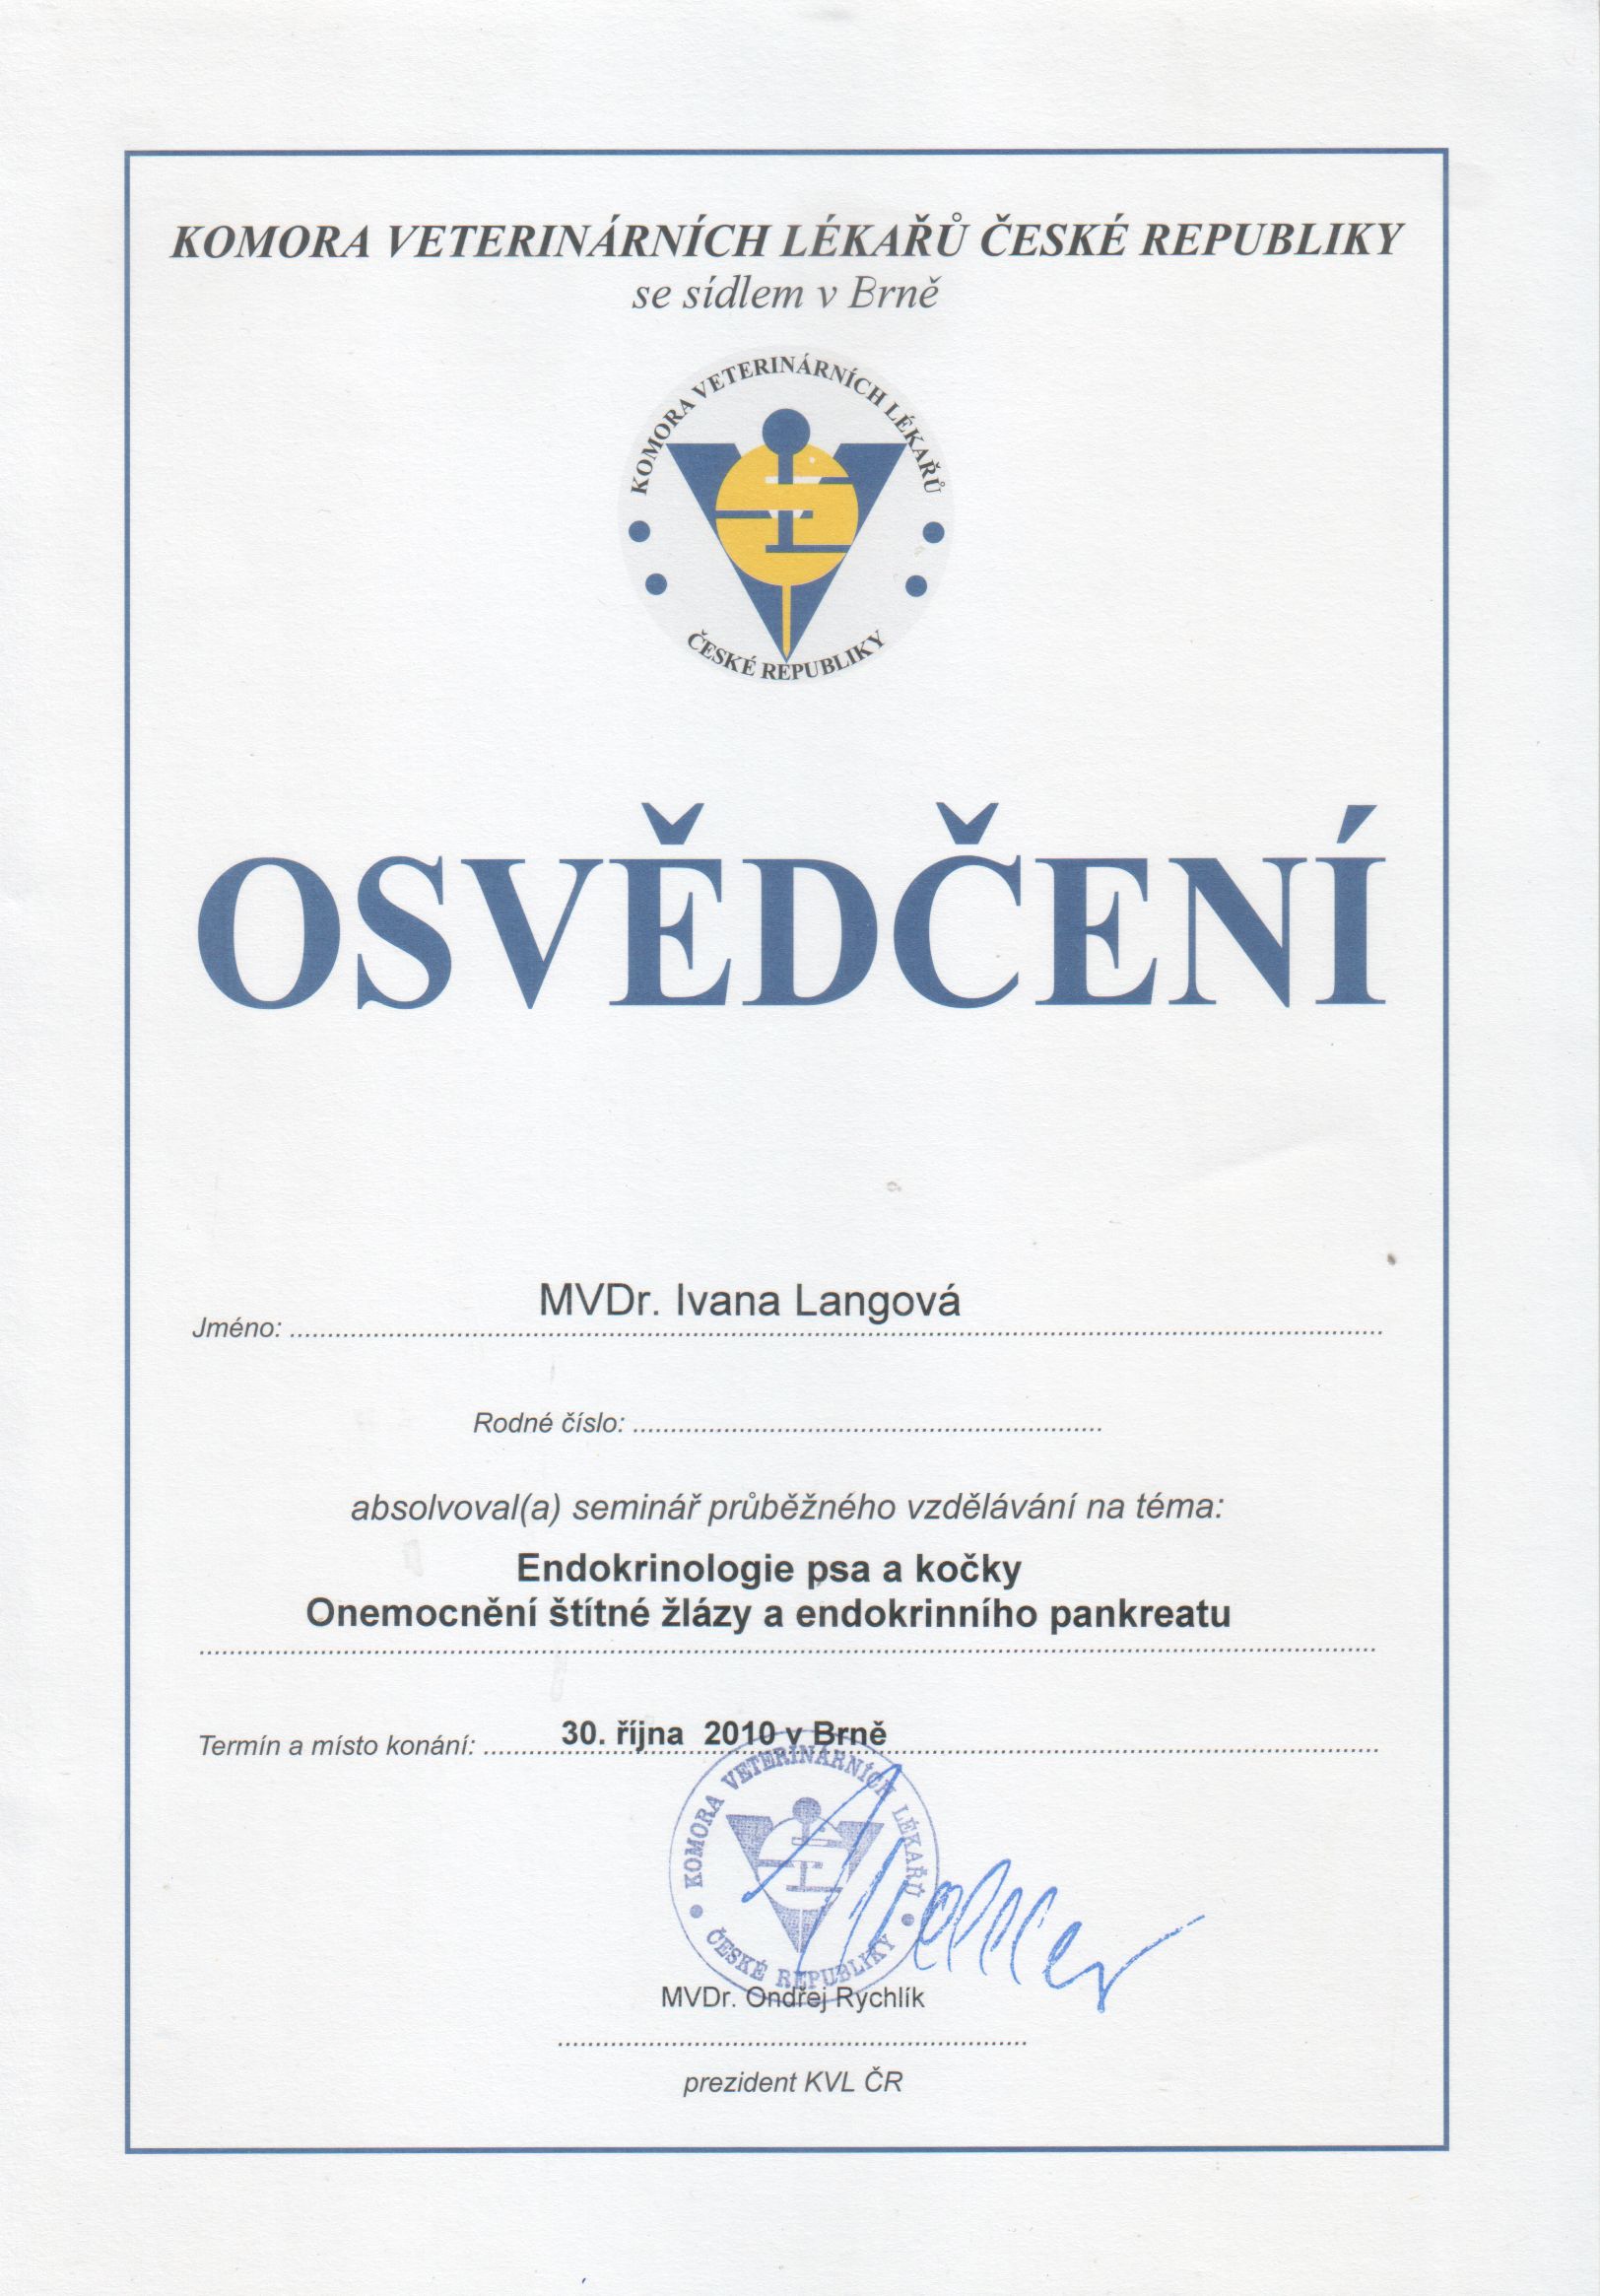 KOMORA VETERINÁRNÍCH LÉKAŘŮ ČESKÉ REPUBLIKY
se sídlem v Brně
KOMORA VETERINÁRNÍCH LÉKAŘŮ
ČESKÉ REPUBLIKY
OSVĚDČENÍ
MVDr. Ivana Langová
Jméno:
Rodné číslo:
absolvoval(a) seminář průběžného vzdělávání na téma:
Endokrinologie psa a kočky
Onemocnění štítné žlázy a endokrinního pankreatu
Termín a místo konání: 30. října 2010 v Brně
KOMORA VETERINÁRNÍCH LÉKAŘŮ
ČESKÉ REPUBLIKY
MVDr. Ondřej Rychlík
prezident KVL ČR